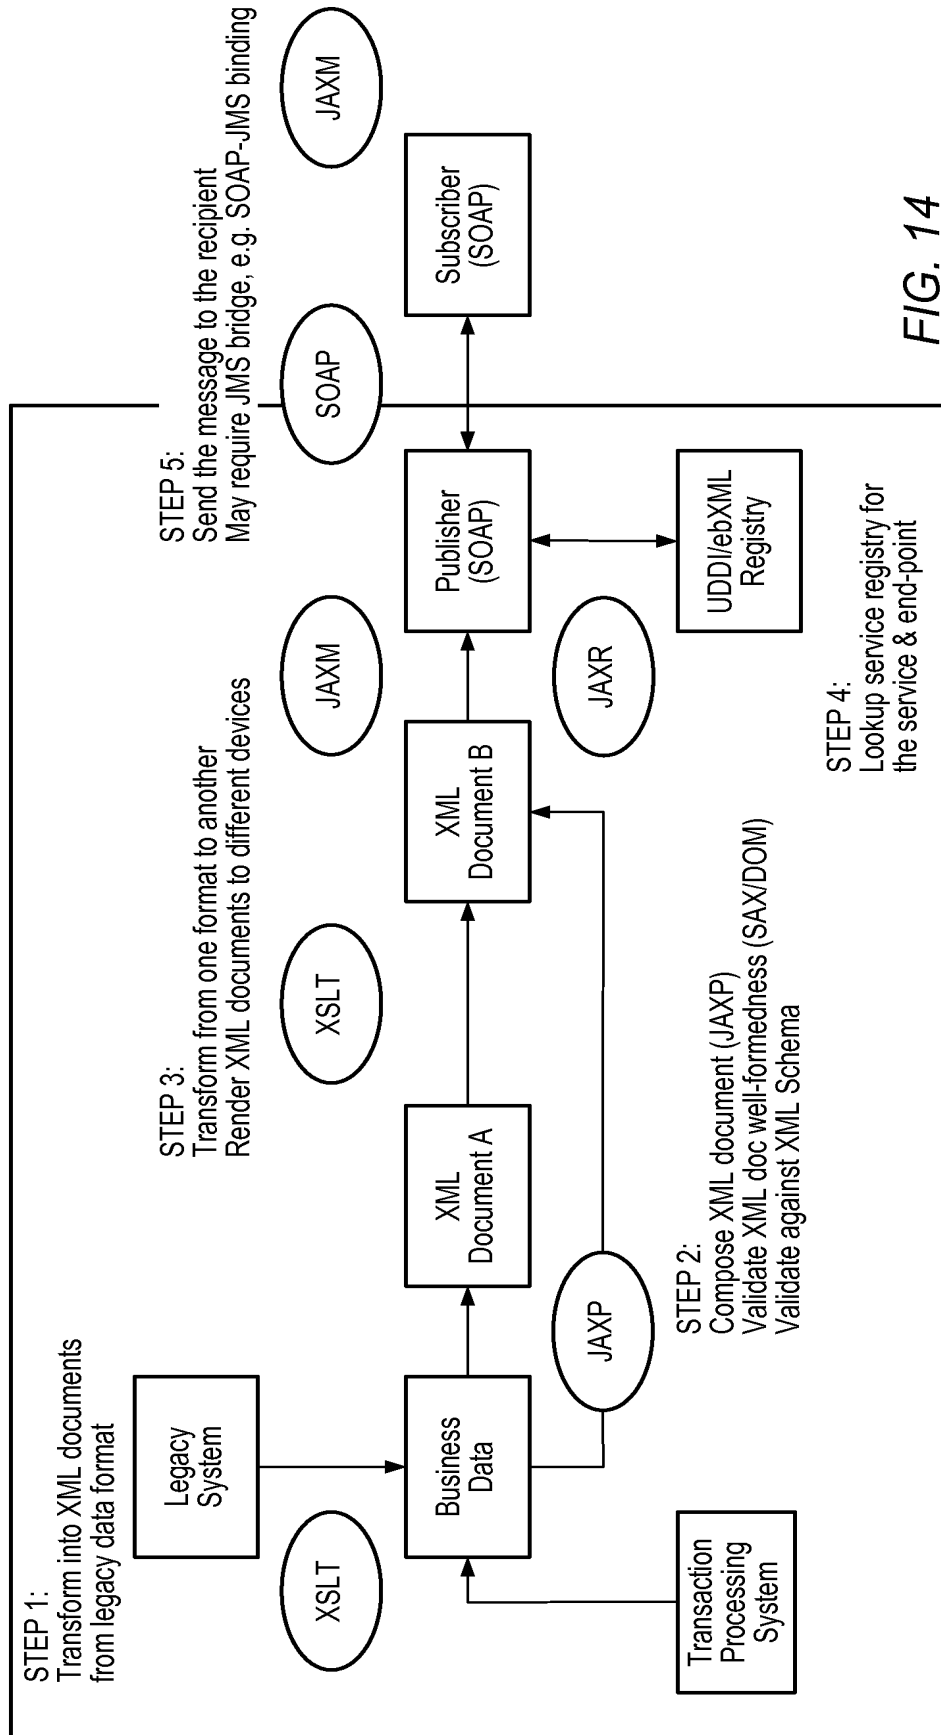 STEP 1:
Transform into XML documents
from legacy data format
Legacy
System
XSLT
Business
Data
Transaction
Processing
System
JAXP
STEP 2:
Compose XML document (JAXP)
Validate XML doc well-formedness (SAX/DOM)
Validate against XML Schema
XML
Document A
STEP 3:
Transform from one format to another
Render XML documents to different devices
XSLT
XML
Document B
JAXM
JAXR
Publisher
(SOAP)
UDDI/ebXML
Registry
STEP 4:
Lookup service registry for
the service & end-point
STEP 5:
Send the message to the recipient
May require JMS bridge, e.g. SOAP-JMS binding
SOAP
Subscriber
(SOAP)
JAXM
FIG. 14